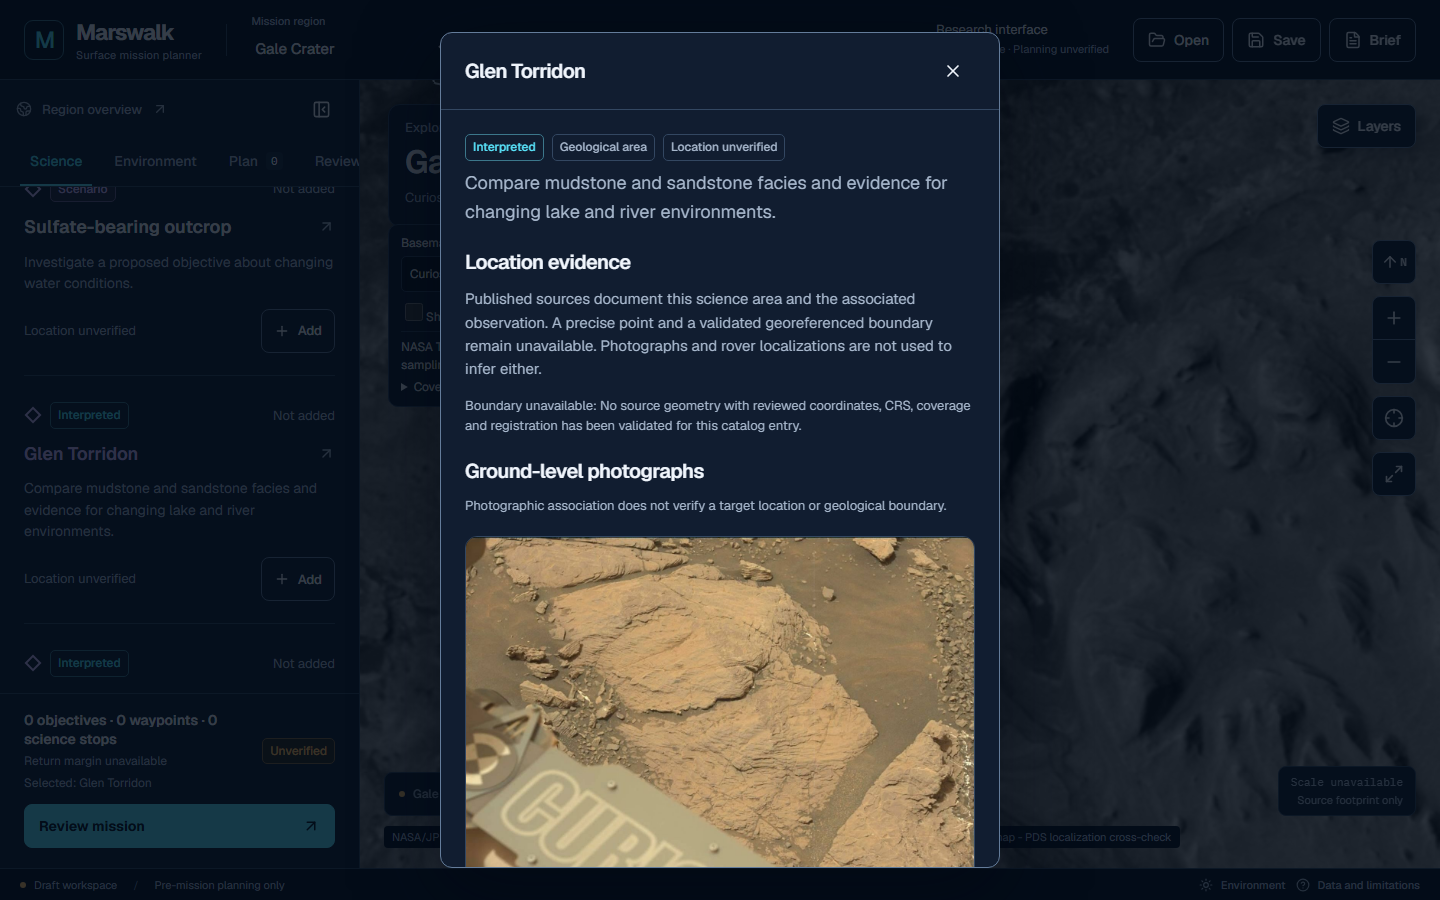 M
Marswalk
Surface mission planner
Mission region
Gale Crater
Research interface
· Planning unverified
Open
Save
Brief
Region overview
Science
Environment
Plan
0
Review
Scenario
Not added
Sulfate-bearing outcrop
Investigate a proposed objective about changing
water conditions.
Location unverified
Add
Interpreted
Not added
Glen Torridon
Compare mudstone and sandstone facies and
evidence for changing lake and river
environments.
Location unverified
Add
Interpreted
Not added
0 objectives · 0 waypoints · 0
science stops
Return margin unavailable
Selected: Glen Torridon
Unverified
Review mission
Glen Torridon
Interpreted
Geological area
Location unverified
Compare mudstone and sandstone facies and evidence for
changing lake and river environments.
Location evidence
Published sources document this science area and the associated
observation. A precise point and a validated georeferenced boundary
remain unavailable. Photographs and rover localizations are not used to
infer either.
Boundary unavailable: No source geometry with reviewed coordinates, CRS, coverage
and registration has been validated for this catalog entry.
Ground-level photographs
Photographic association does not verify a target location or geological boundary.
Layers
N
Scale unavailable
Source footprint only
Gale
NASA/JP
- PDS localization cross-check
Draft workspace
/
Pre-mission planning only
Environment
Data and limitations